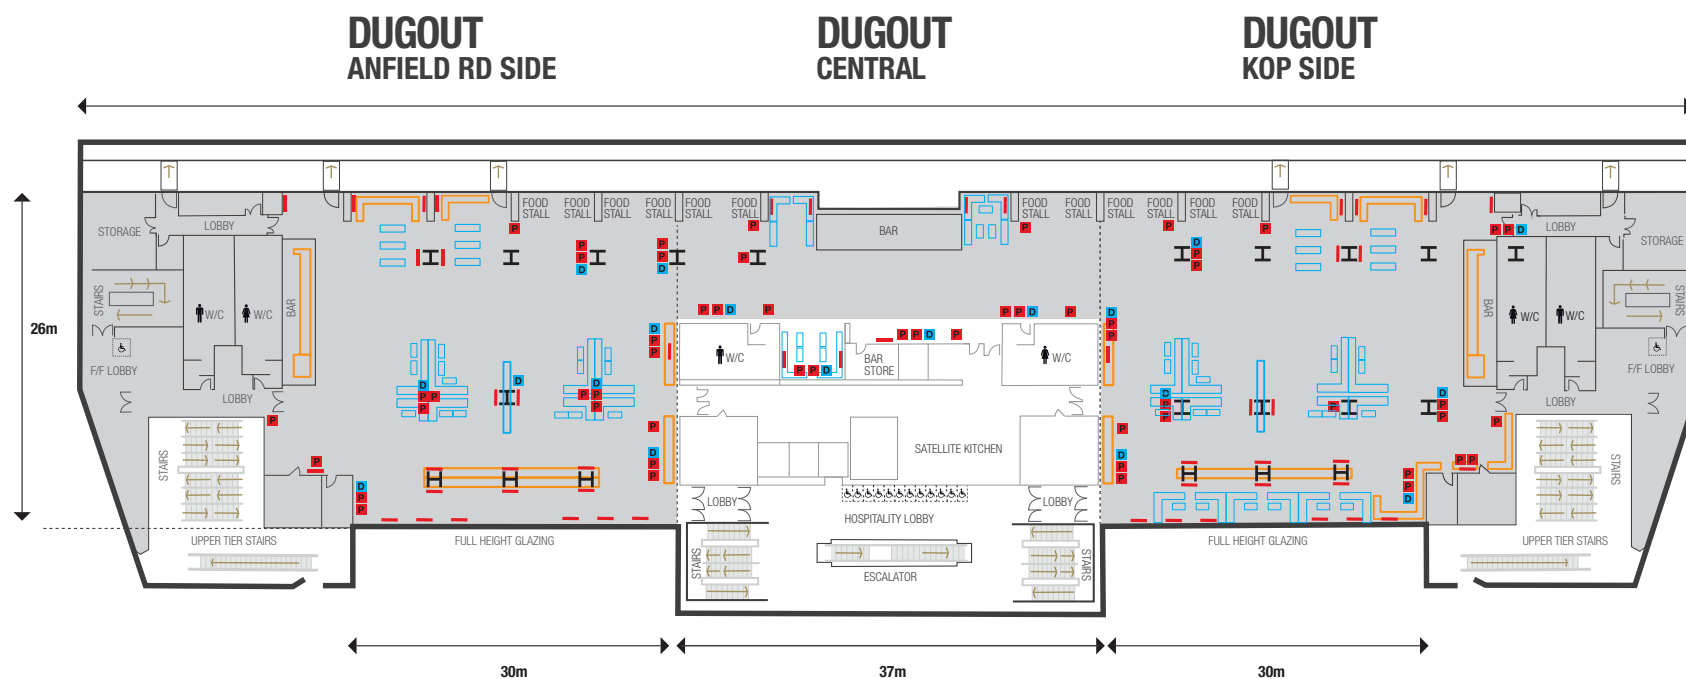 DUGOUT
ANFIELD RD SIDE
DUGOUT
CENTRAL
DUGOUT
KOP SIDE
FOOD
STALL
FOOD
STALL
FOOD
STALL
FOOD
STALL
FOOD
STALL
FOOD
STALL
FOOD
STALL
FOOD
STALL
FOOD
STALL
FOOD
STALL
FOOD
STALL
STORAGE
LOBBY
P
BAR
P
P
P
LOBBY
STORAGE
P P D
P
P
D
P
D
P
D
P
P
STAIRS
W/C
W/C
BAR
26m
P P D
P
P P D
P
D
P
P
D
P
P
P P D
P
W/C
BAR
STORE
W/C
P P D
BAR
W/C
W/C
STAIRS
F/F LOBBY
F/F LOBBY
LOBBY
D
P P
P
D
D
P
P
P
D
P
P
P
D
P
P
LOBBY
P
P
P
P
STAIRS
P
D
P
P
SATELLITE KITCHEN
D
P
P
P P
P
P
D
STAIRS
D
P
P
LOBBY
LOBBY
HOSPITALITY LOBBY
UPPER TIER STAIRS
FULL HEIGHT GLAZING
STAIRS
ESCALATOR
STAIRS
FULL HEIGHT GLAZING
UPPER TIER STAIRS
30m
37m
30m